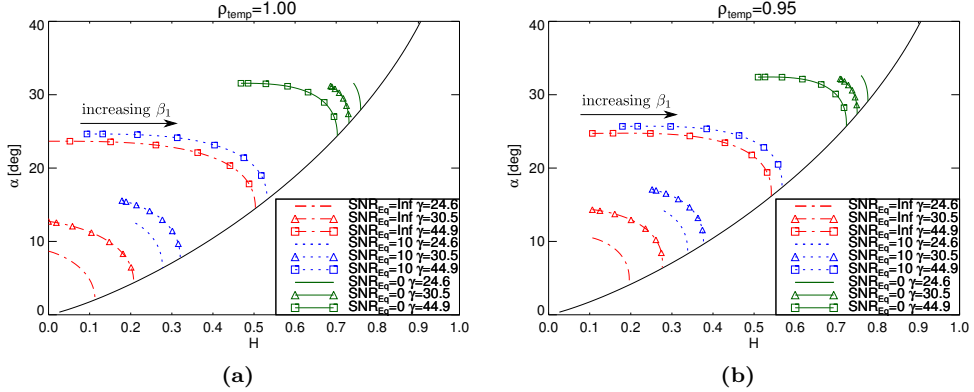 ρtemp=1.00
α [deg]
40
30
20
10
0
increasing β1
SNREq=Inf γ=24.6
SNREq=Inf γ=30.5
SNREq=Inf γ=44.9
SNREq=10 γ=24.6
SNREq=10 γ=30.5
SNREq=10 γ=44.9
SNREq=0 γ=24.6
SNREq=0 γ=30.5
SNREq=0 γ=44.9
0.0 0.1 0.2 0.3 0.4 0.5 0.6 0.7 0.8 0.9 1.0
H
(a)
ρtemp=0.95
α [deg]
40
30
20
10
0
increasing β1
SNREq=Inf γ=24.6
SNREq=Inf γ=30.5
SNREq=Inf γ=44.9
SNREq=10 γ=24.6
SNREq=10 γ=30.5
SNREq=10 γ=44.9
SNREq=0 γ=24.6
SNREq=0 γ=30.5
SNREq=0 γ=44.9
0.0 0.1 0.2 0.3 0.4 0.5 0.6 0.7 0.8 0.9 1.0
H
(b)